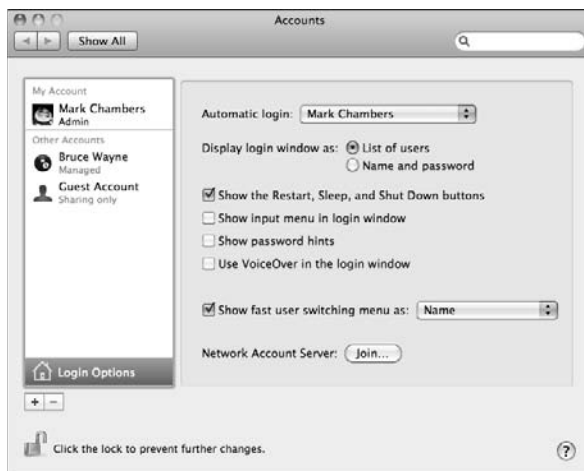 Accounts
Show All
My Account
Mark Chambers
Admin
Other Accounts
Bruce Wayne
Managed
Guest Account
Sharing only
Login Options
+ −
Automatic login: Mark Chambers
Display login window as: List of users
Name and password
Show the Restart, Sleep, and Shut Down buttons
Show input menu in login window
Show password hints
Use VoiceOver in the login window
Show fast user switching menu as: Name
Network Account Server: Join...
Click the lock to prevent further changes.
?